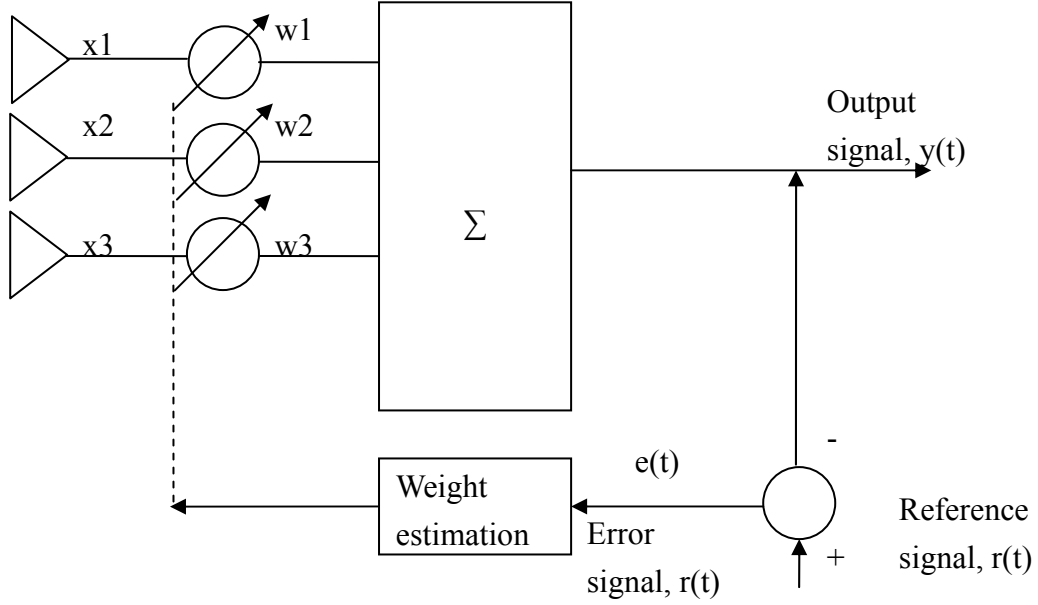 x1
w1
x2
w2
x3
w3
∑
Output
signal, y(t)
-
e(t)
Weight
estimation
Error
signal, r(t)
+
Reference
signal, r(t)